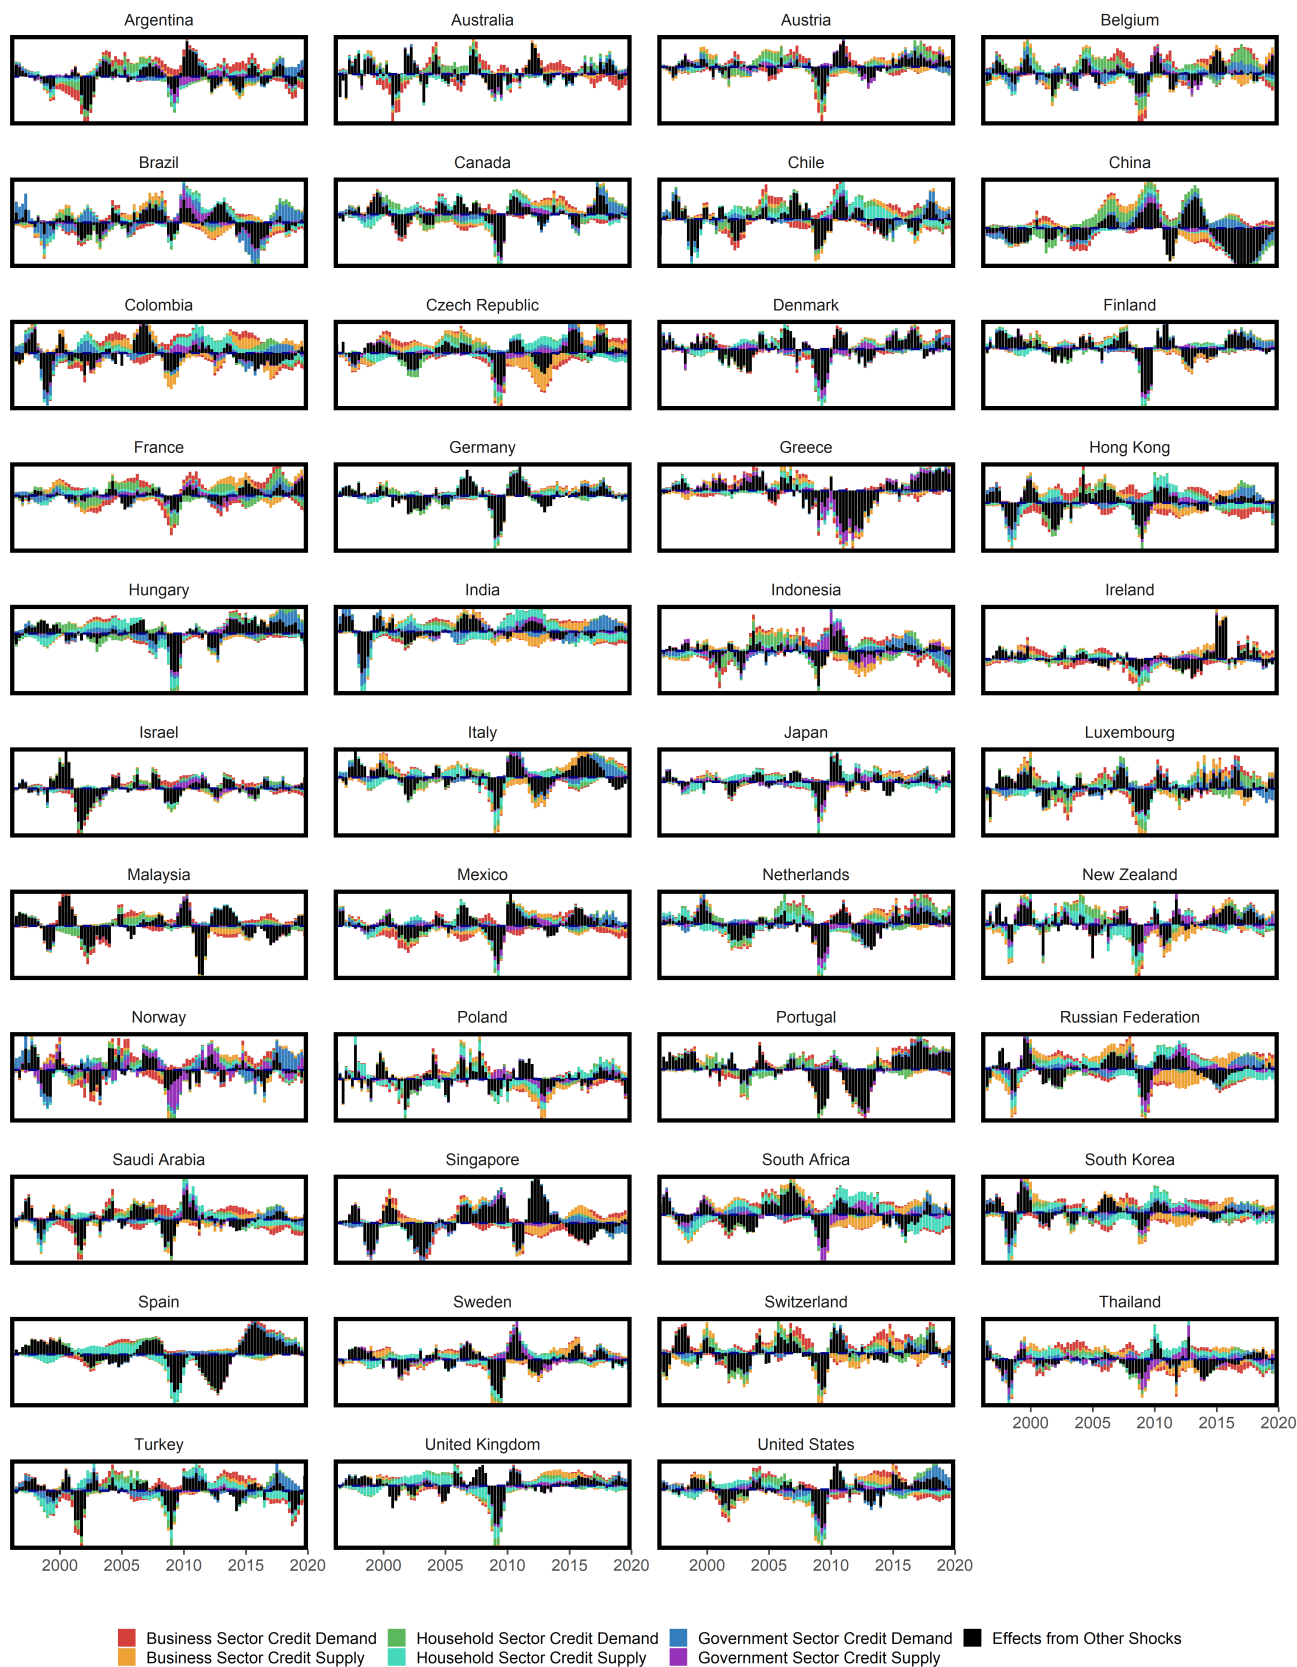 Argentina Australia Austria Belgium
Brazil Canada Chile China
Colombia Czech Republic Denmark Finland
France Germany Greece Hong Kong
Hungary India Indonesia Ireland
Israel Italy Japan Luxembourg
Malaysia Mexico Netherlands New Zealand
Norway Poland Portugal Russian Federation
Saudi Arabia Singapore South Africa South Korea
Spain Sweden Switzerland Thailand
2000 2005 2010 2015 2020
Turkey United Kingdom United States
2000 2005 2010 2015 2020 2000 2005 2010 2015 2020 2000 2005 2010 2015 2020
Business Sector Credit Demand Household Sector Credit Demand Government Sector Credit Demand Effects from Other Shocks
Business Sector Credit Supply Household Sector Credit Supply Government Sector Credit Supply